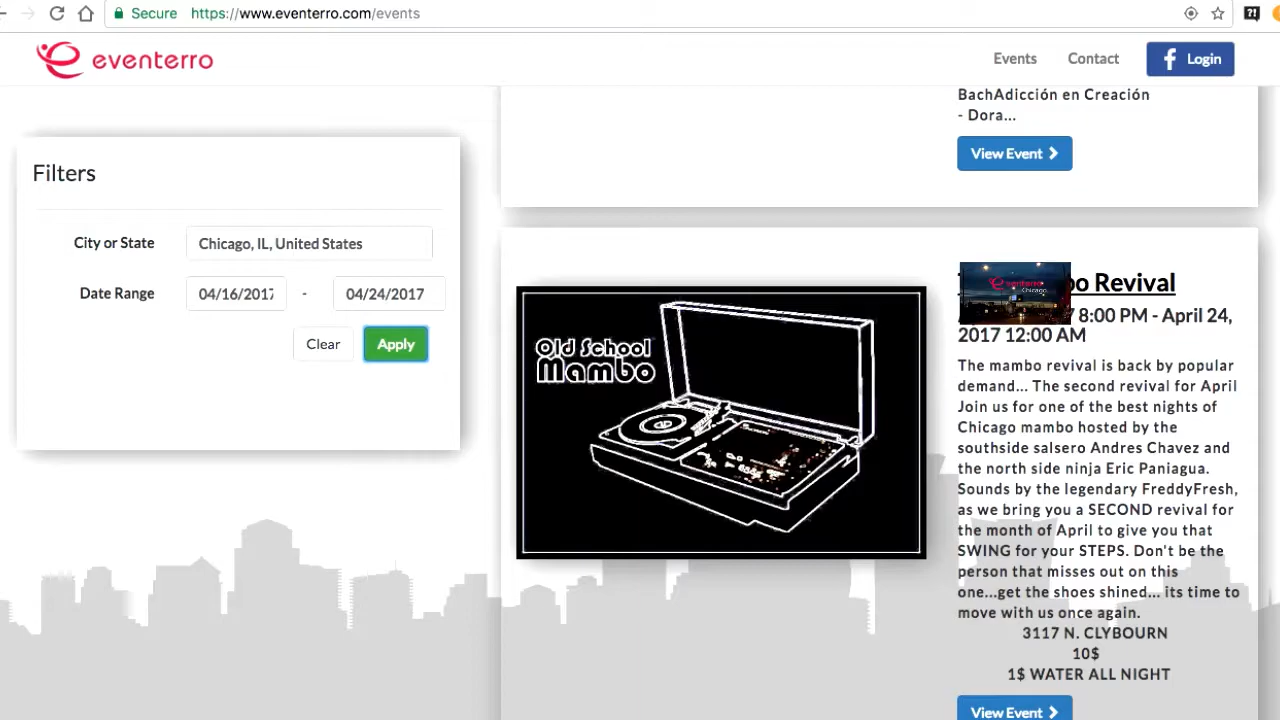 Secure https://www.eventerro.com/events
eventerro
Events
Contact
Login
BachAdicción en Creación
- Dora...
View Event
Filters
City or State
Chicago, IL, United States
Date Range
04/16/2017 - 04/24/2017
Clear
Apply
Old School
Mambo
eventerro
Chicago
Revival
8:00 PM - April 24,
2017 12:00 AM
The mambo revival is back by popular
demand... The second revival for April
Join us for one of the best nights of
Chicago mambo hosted by the
southside salsero Andres Chavez and
the north side ninja Eric Paniagua.
Sounds by the legendary FreddyFresh,
as we bring you a SECOND revival for
the month of April to give you that
SWING for your STEPS. Don't be the
person that misses out on this
one...get the shoes shined... its time to
move with us once again.
3117 N. CLYBOURN
10$
1$ WATER ALL NIGHT
View Event